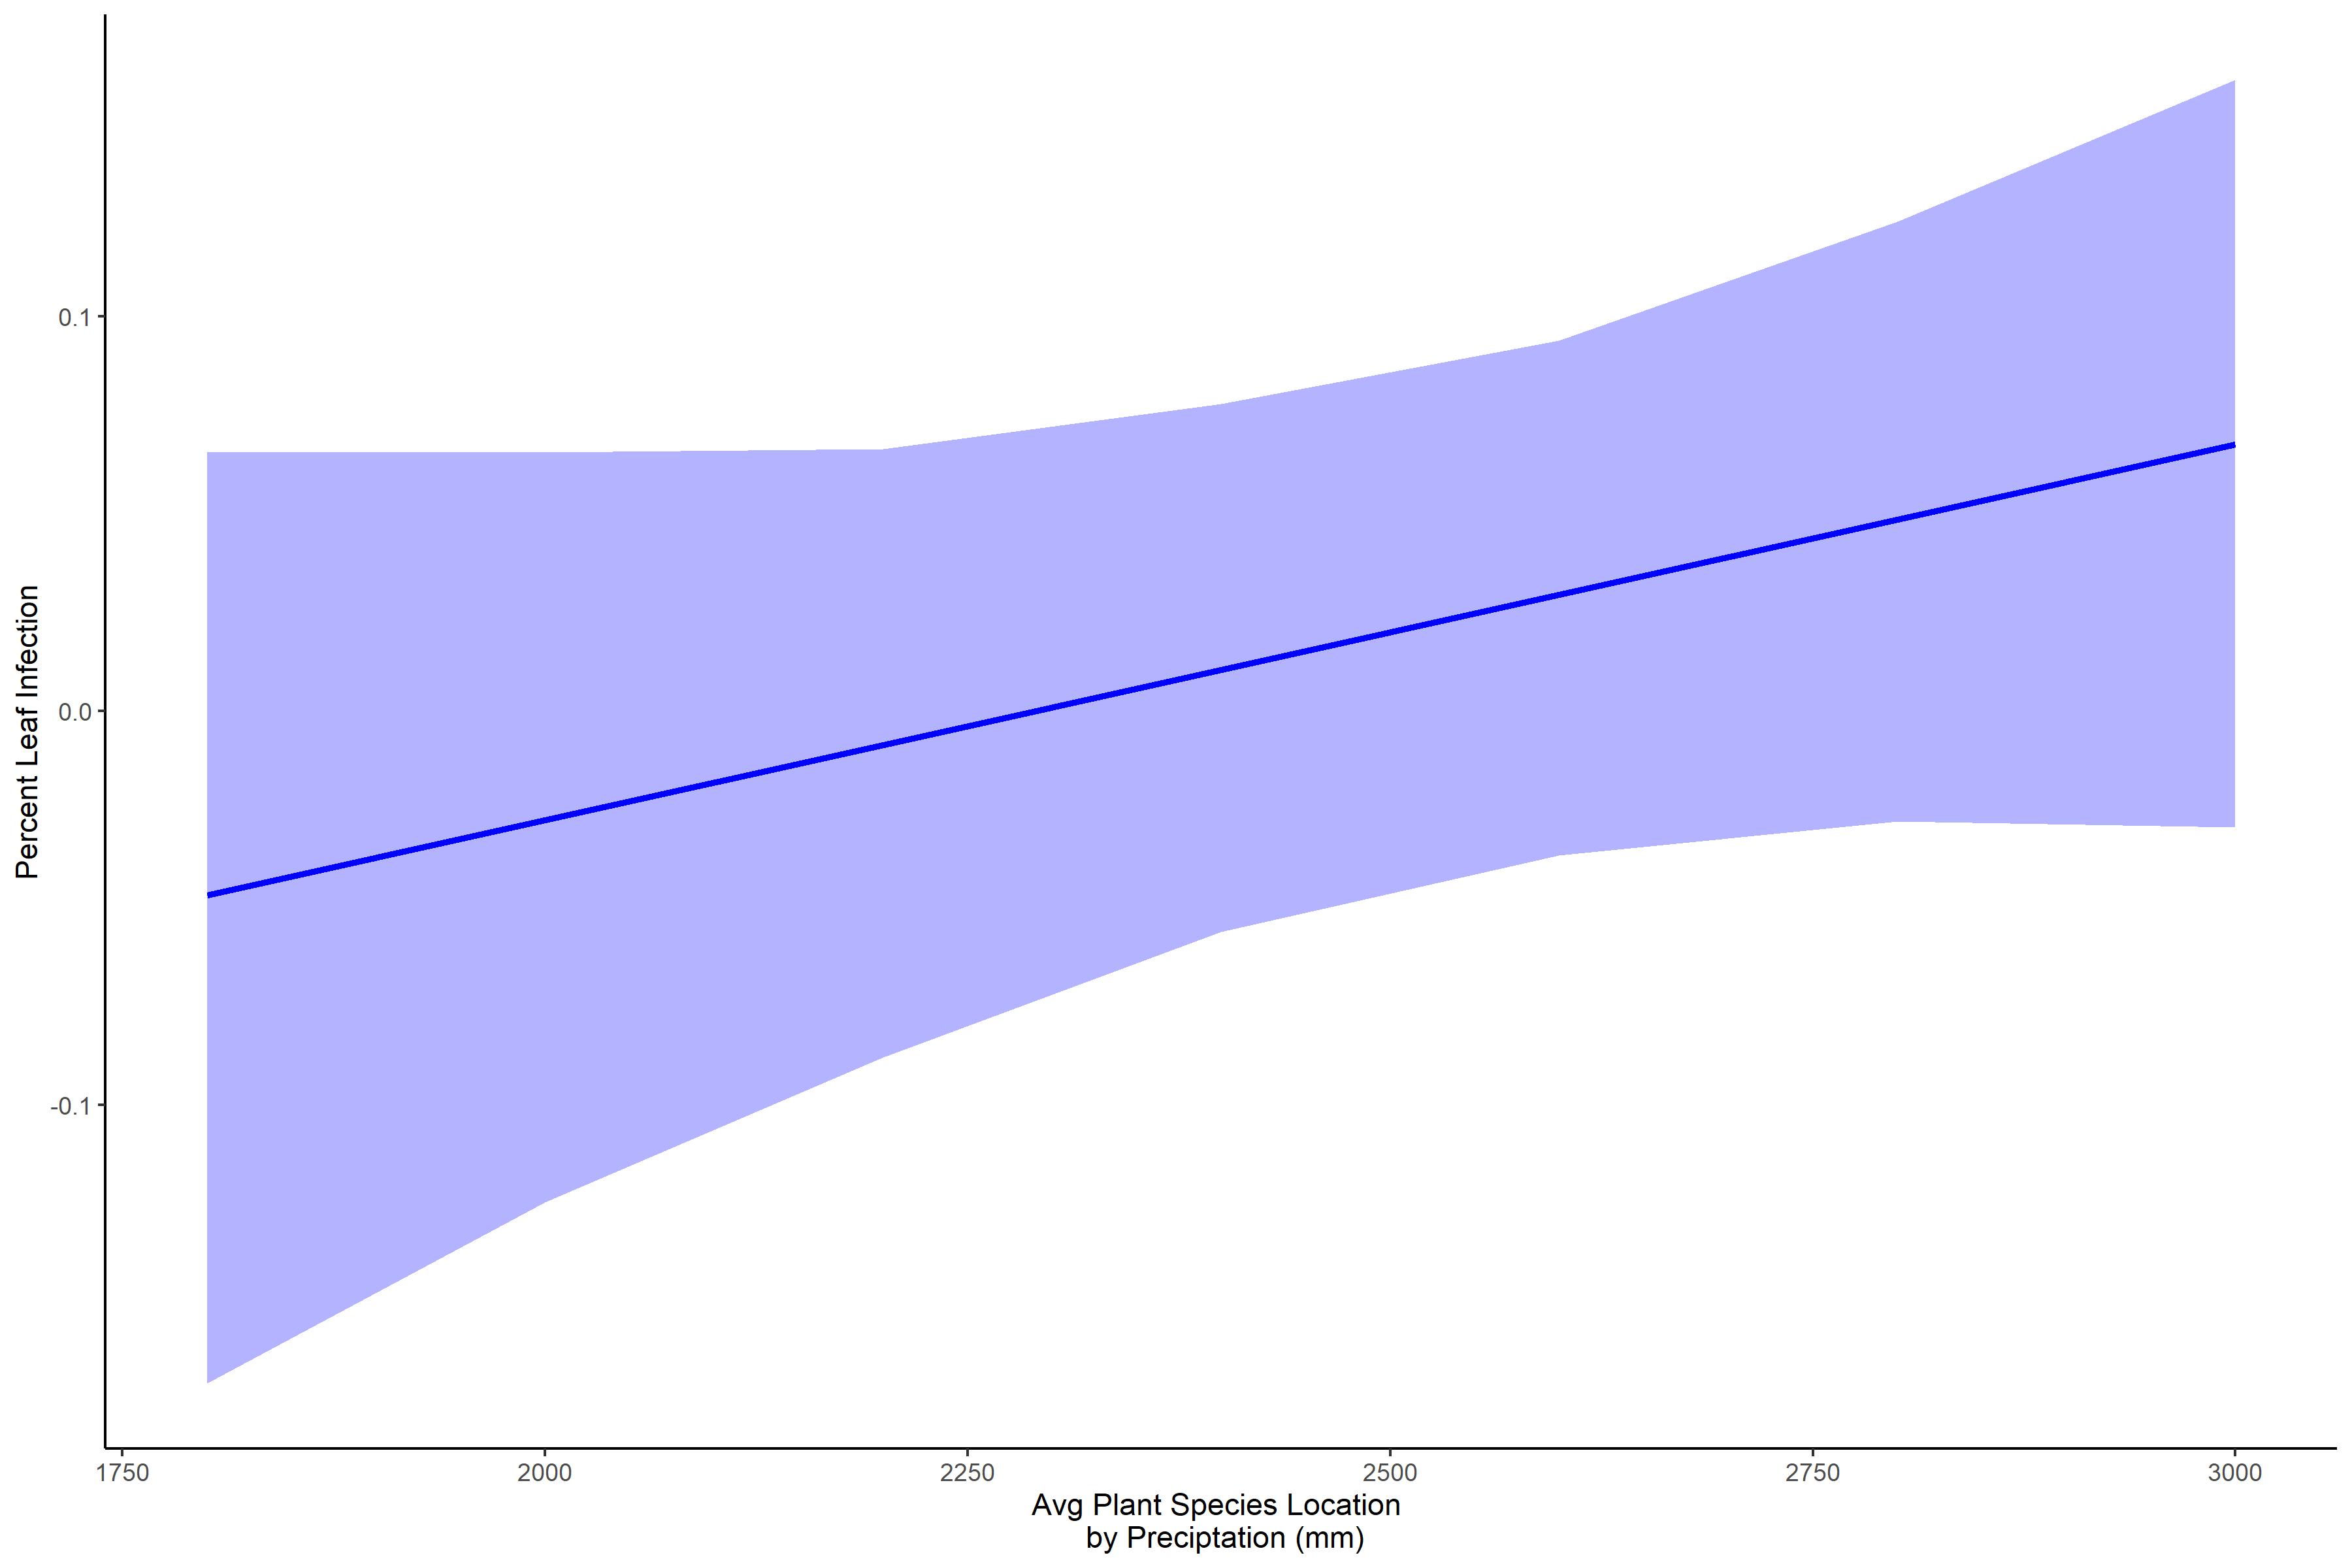 Percent Leaf Infection
0.1
0.0
-0.1
1750 2000 2250 2500 2750 3000
Avg Plant Species Location
by Preciptation (mm)